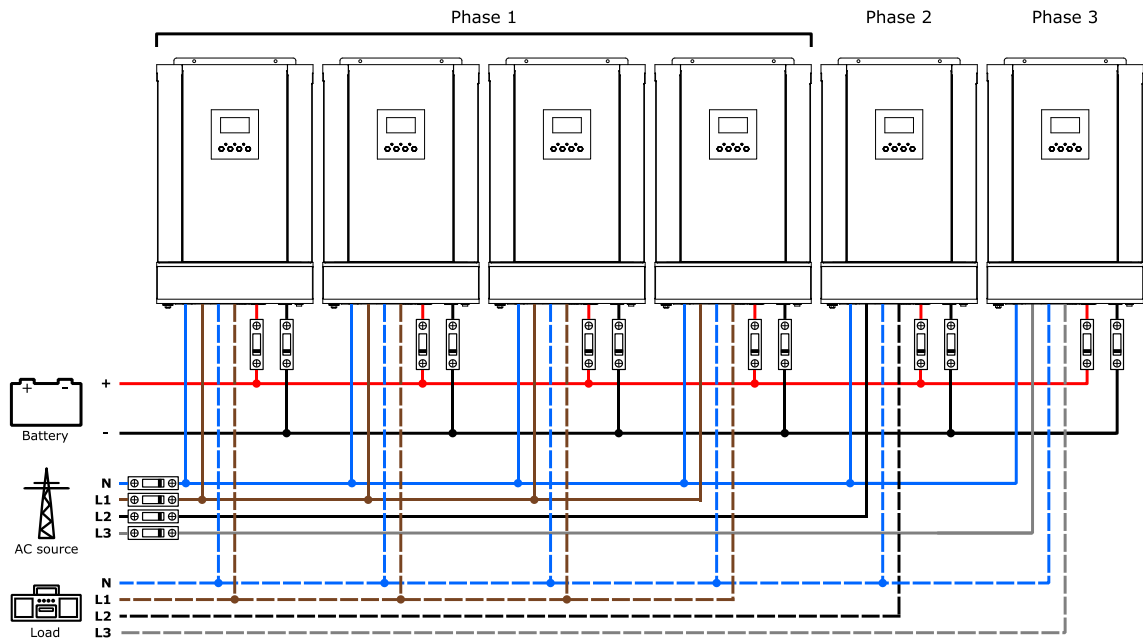 Phase 1
Phase 2
Phase 3
+
+ -
-
Battery
N
L1
L2
L3
AC source
N
L1
L2
L3
Load